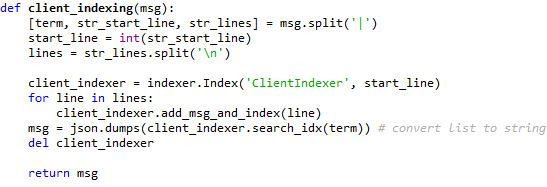 def client_indexing(msg):
    [term, str_start_line, str_lines] = msg.split('|')
    start_line = int(str_start_line)
    lines = str_lines.split('\n')

    client_indexer = indexer.Index('ClientIndexer', start_line)
    for line in lines:
        client_indexer.add_msg_and_index(line)
    msg = json.dumps(client_indexer.search_idx(term)) # convert list to string
    del client_indexer

    return msg